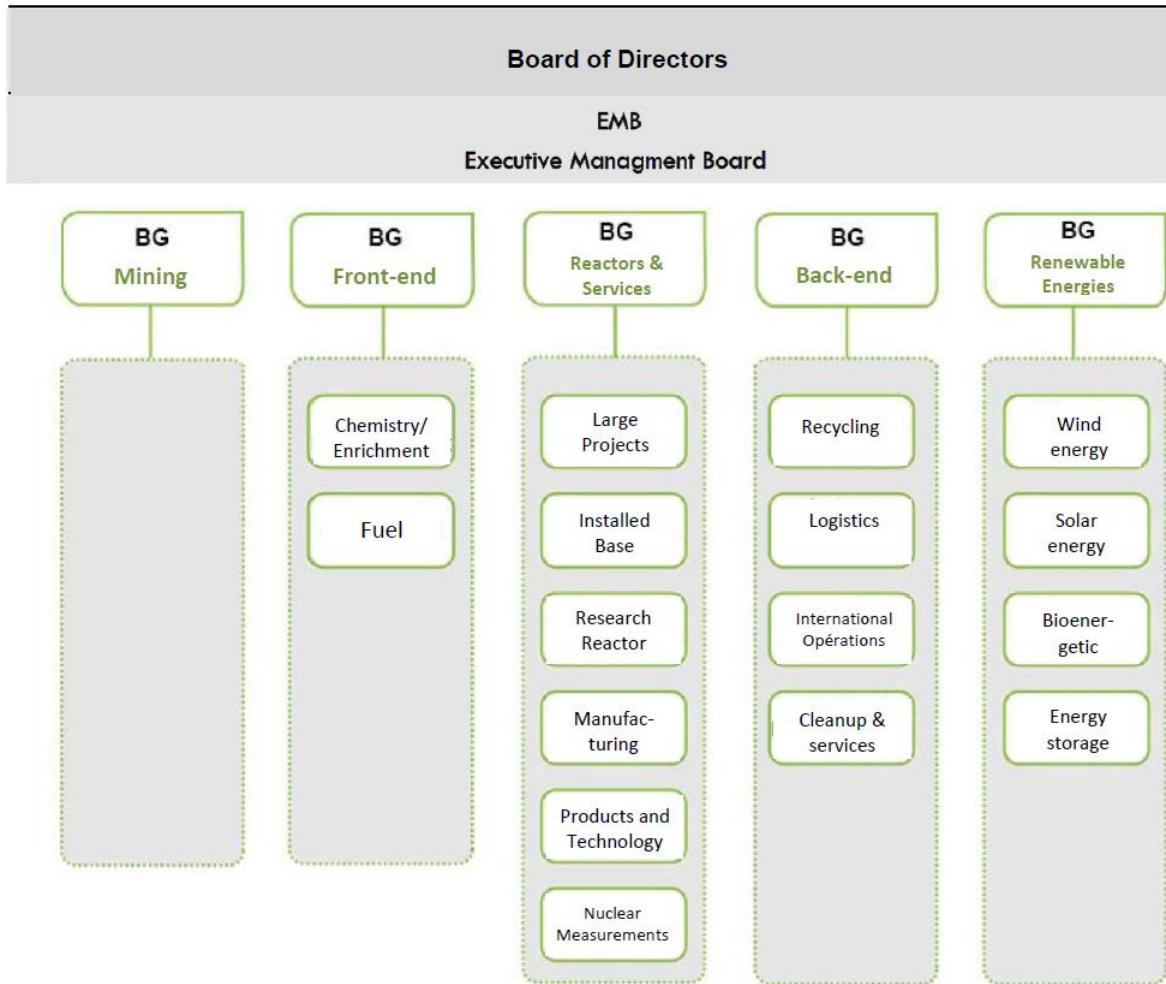 Board of Directors
EMB
Executive Managment Board
BG
Mining
BG
Front-end
Chemistry/
Enrichment
Fuel
BG
Reactors &
Services
Large
Projects
Installed
Base
Research
Reactor
Manufac-
turing
Products and
Technology
Nuclear
Measurements
BG
Back-end
Recycling
Logistics
International
Opérations
Cleanup &
services
BG
Renewable
Energies
Wind
energy
Solar
energy
Bioener-
getic
Energy
storage